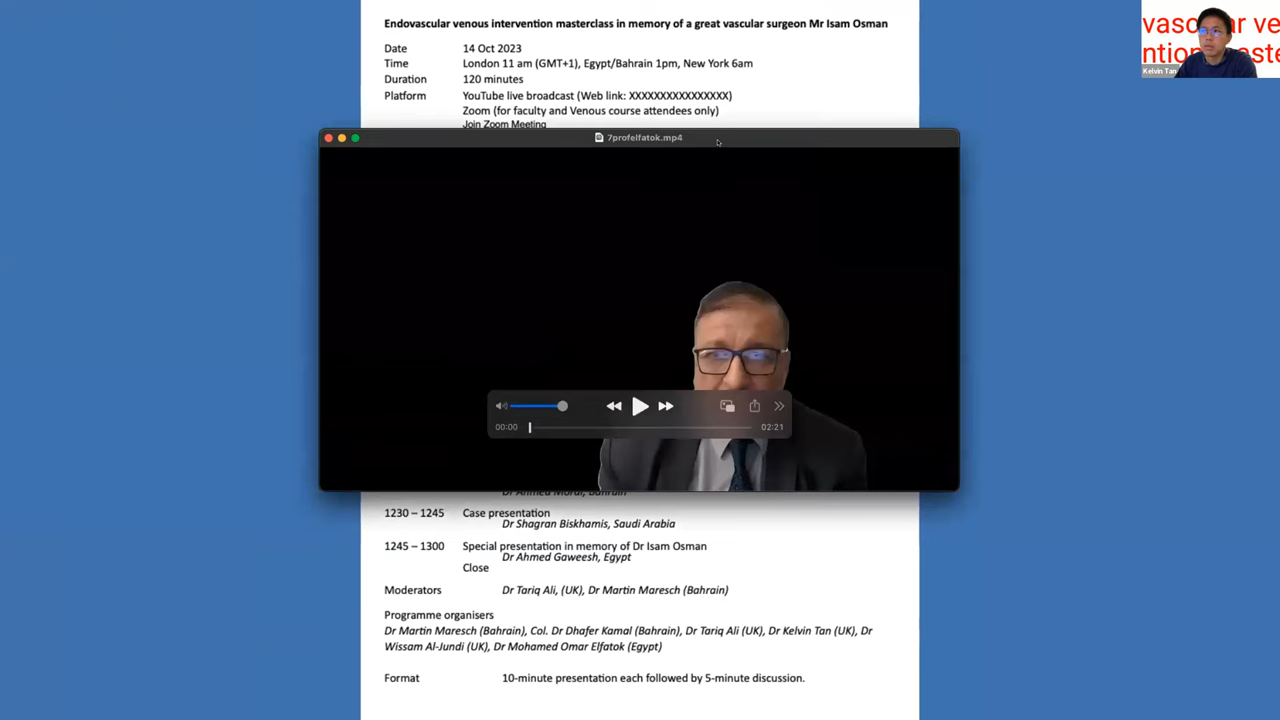 Endovascular venous intervention masterclass in memory of a great vascular surgeon Mr Isam Osman
Date 14 Oct 2023
Time London 11 am (GMT+1), Egypt/Bahrain 1pm, New York 6am
Duration 120 minutes
Platform YouTube live broadcast (Web link: XXXXXXXXXXXXXXXX)
Zoom (for faculty and Venous course attendees only)
Join Zoom Meeting
7profelfatok.mp4
00:00 02:21
1230 – 1245 Case presentation
Dr Shagran Biskhamis, Saudi Arabia
1245 – 1300 Special presentation in memory of Dr Isam Osman
Dr Ahmed Gaweesh, Egypt
Close
Moderators Dr Tariq Ali, (UK), Dr Martin Maresch (Bahrain)
Programme organisers
Dr Martin Maresch (Bahrain), Col. Dr Dhafer Kamal (Bahrain), Dr Tariq Ali (UK), Dr Kelvin Tan (UK), Dr
Wissam Al-Jundi (UK), Dr Mohamed Omar Elfatok (Egypt)
Format 10-minute presentation each followed by 5-minute discussion.
Kelvin Tan